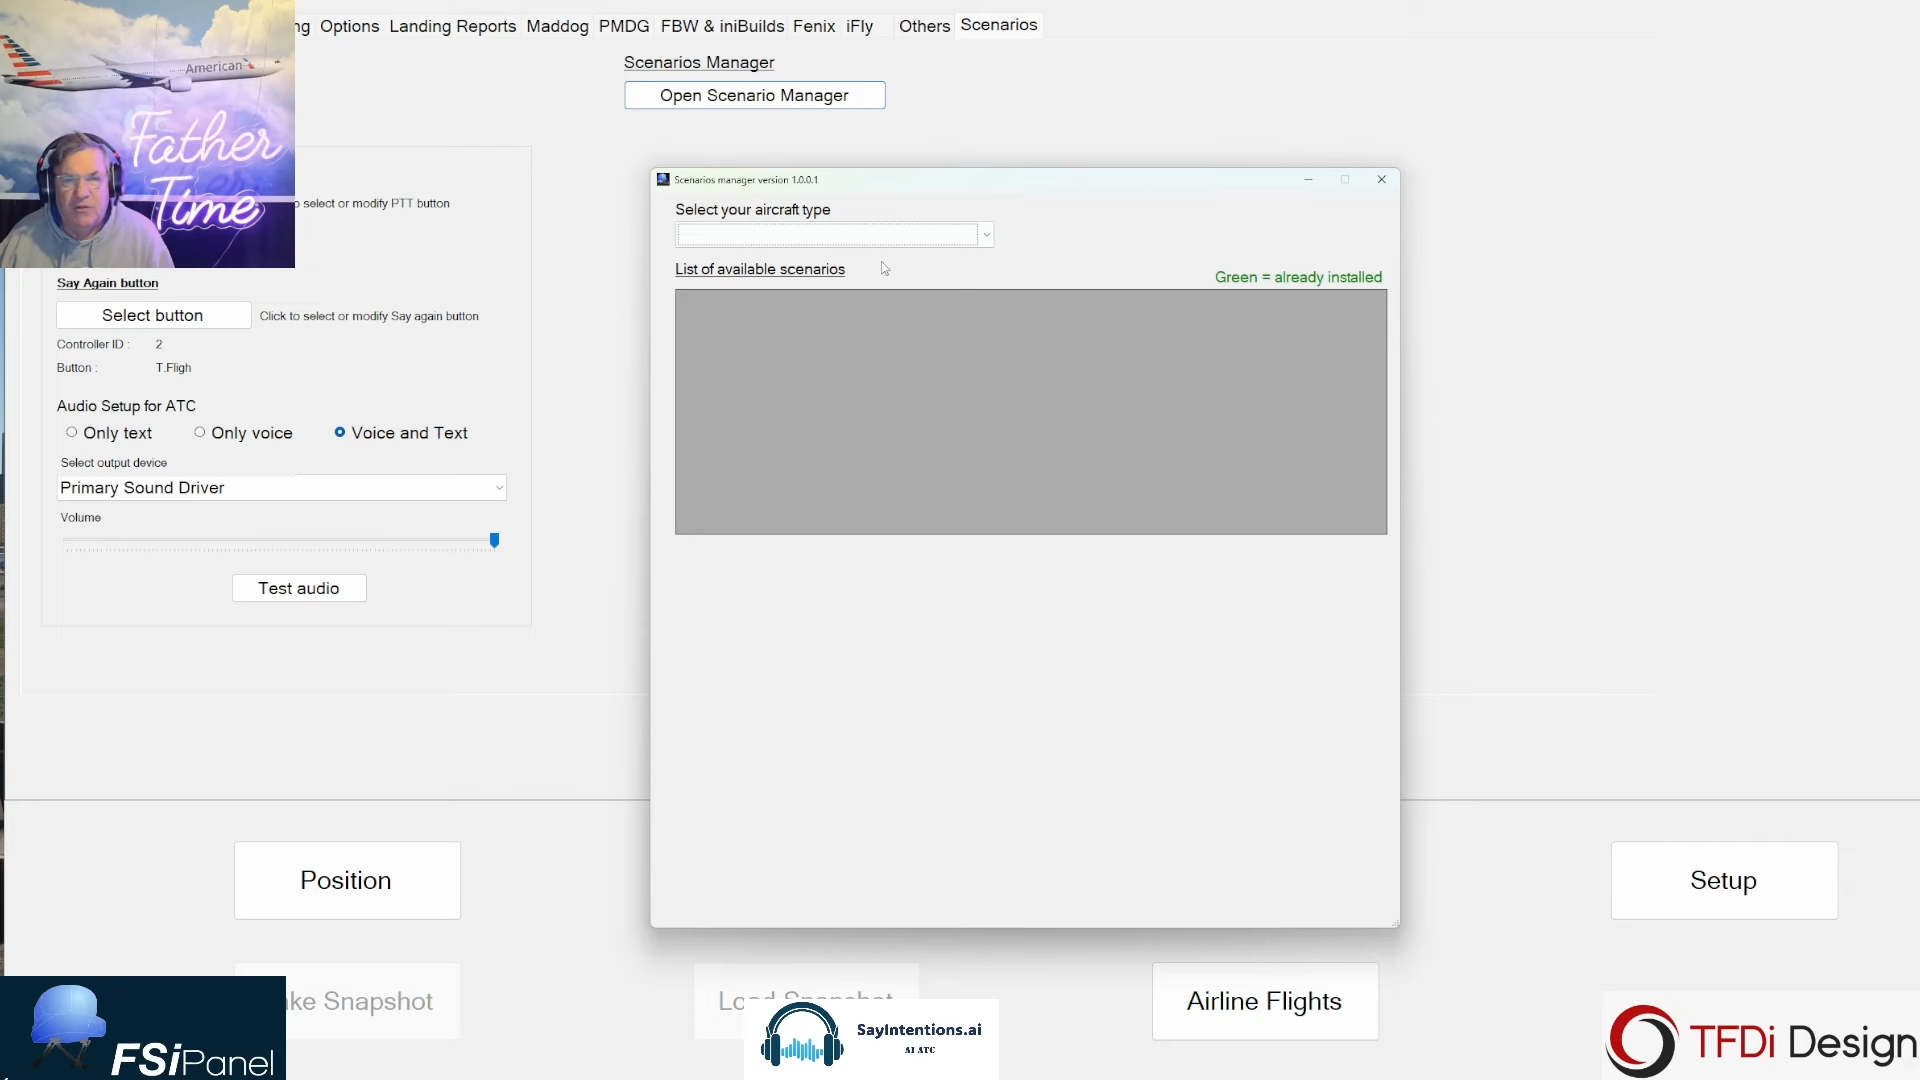 ng Options Landing Reports Maddog PMDG FBW & iniBuilds Fenix iFly Others Scenarios
Scenarios Manager
Open Scenario Manager
American
Father
Time
o select or modify PTT button
Say Again button
Select button
Click to select or modify Say again button
Controller ID : 2
Button : T.Fligh
Audio Setup for ATC
Only text Only voice Voice and Text
Select output device
Primary Sound Driver
Volume
Test audio
Scenarios manager version 1.0.0.1
Select your aircraft type
List of available scenarios
Green = already installed
Position
Setup
ke Snapshot
Load Snapshot
Airline Flights
FSiPanel
SayIntentions.ai
AI ATC
TFDi Design